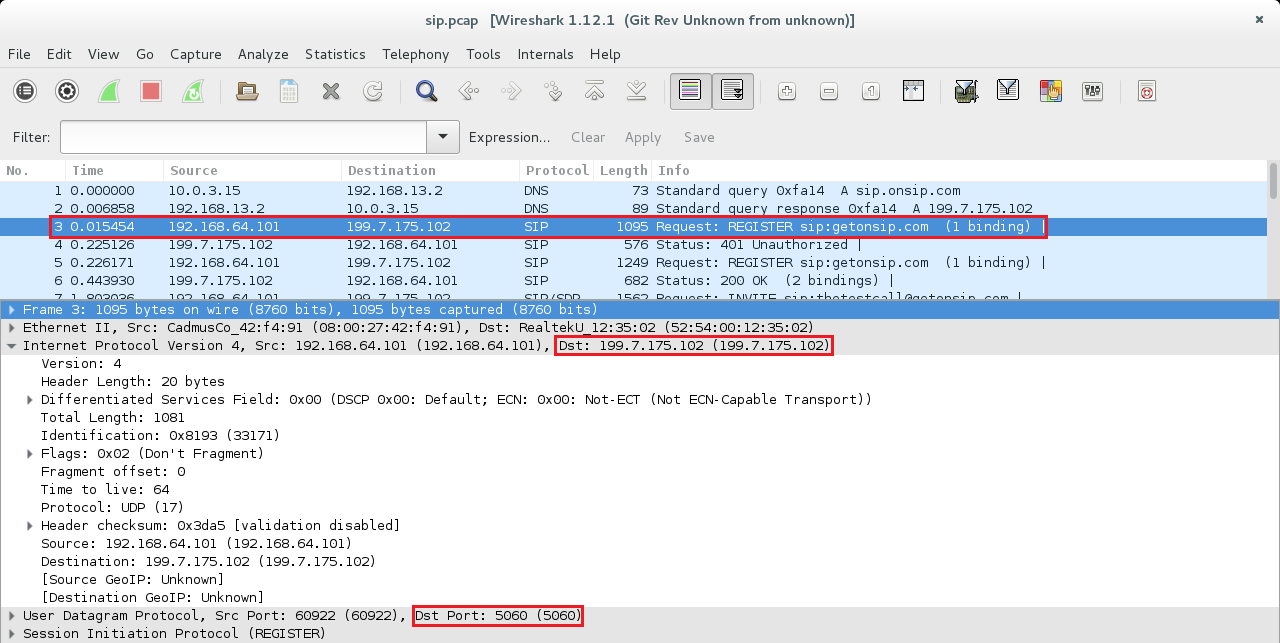 sip.pcap [Wireshark 1.12.1 (Git Rev Unknown from unknown)]
File Edit View Go Capture Analyze Statistics Telephony Tools Internals Help
Filter: Expression... Clear Apply Save
No. Time Source Destination Protocol Length Info
1 0.000000 10.0.3.15 192.168.13.2 DNS 73 Standard query 0xfa14 A sip.onsip.com
2 0.006858 192.168.13.2 10.0.3.15 DNS 89 Standard query response 0xfa14 A 199.7.175.102
3 0.015454 192.168.64.101 199.7.175.102 SIP 1095 Request: REGISTER sip:getonsip.com (1 binding) |
4 0.225126 199.7.175.102 192.168.64.101 SIP 576 Status: 401 Unauthorized |
5 0.226171 192.168.64.101 199.7.175.102 SIP 1249 Request: REGISTER sip:getonsip.com (1 binding) |
6 0.443930 199.7.175.102 192.168.64.101 SIP 682 Status: 200 OK (2 bindings) |
7 1.803036 192.168.64.101 199.7.175.102 SIP/SDP 1562 Request: INVITE sip:thetestcall@getonsip.com |
Frame 3: 1095 bytes on wire (8760 bits), 1095 bytes captured (8760 bits)
Ethernet II, Src: CadmusCo_42:f4:91 (08:00:27:42:f4:91), Dst: RealtekU_12:35:02 (52:54:00:12:35:02)
Internet Protocol Version 4, Src: 192.168.64.101 (192.168.64.101), Dst: 199.7.175.102 (199.7.175.102)
Version: 4
Header Length: 20 bytes
Differentiated Services Field: 0x00 (DSCP 0x00: Default; ECN: 0x00: Not-ECT (Not ECN-Capable Transport))
Total Length: 1081
Identification: 0x8193 (33171)
Flags: 0x02 (Don't Fragment)
Fragment offset: 0
Time to live: 64
Protocol: UDP (17)
Header checksum: 0x3da5 [validation disabled]
Source: 192.168.64.101 (192.168.64.101)
Destination: 199.7.175.102 (199.7.175.102)
[Source GeoIP: Unknown]
[Destination GeoIP: Unknown]
User Datagram Protocol, Src Port: 60922 (60922), Dst Port: 5060 (5060)
Session Initiation Protocol (REGISTER)